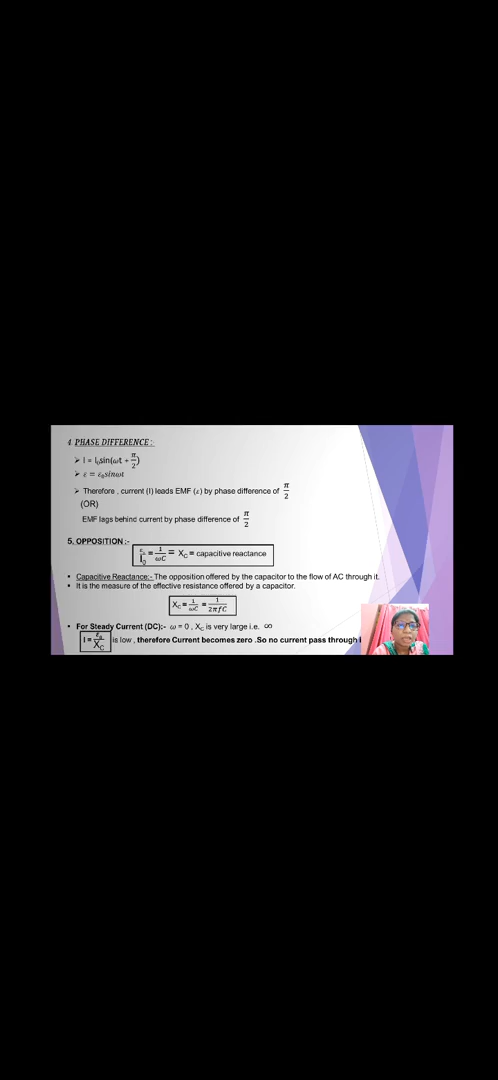 4 PHASE DIFFERENCE :
➢ I = I₀sin(ωt + π/2)
➢ ε = ε₀sinωt
➢ Therefore , current (I) leads EMF (ε) by phase difference of π/2
(OR)
EMF lags behind current by phase difference of π/2
5. OPPOSITION :-
ε₀/I₀ = 1/ωC = X_C = capacitive reactance
• Capacitive Reactance:- The opposition offered by the capacitor to the flow of AC through it.
• It is the measure of the effective resistance offered by a capacitor.
X_C = 1/ωC = 1/2πfC
• For Steady Current (DC):- ω = 0 , X_C is very large i.e. ∞
I = ε₀/X_C is low , therefore Current becomes zero .So no current pass through